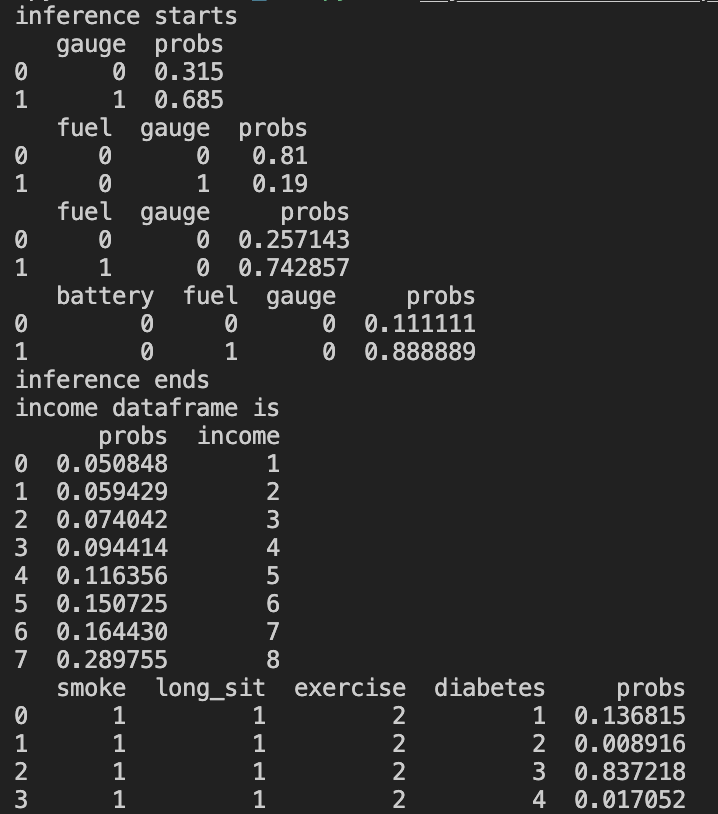 inference starts
   gauge  probs
0      0  0.315
1      1  0.685
   fuel  gauge  probs
0     0      0   0.81
1     0      1   0.19
   fuel  gauge     probs
0     0      0  0.257143
1     1      0  0.742857
   battery  fuel  gauge     probs
0        0     0      0  0.111111
1        0     1      0  0.888889
inference ends
income dataframe is
      probs  income
0  0.050848       1
1  0.059429       2
2  0.074042       3
3  0.094414       4
4  0.116356       5
5  0.150725       6
6  0.164430       7
7  0.289755       8
   smoke  long_sit  exercise  diabetes     probs
0      1         1         2         1  0.136815
1      1         1         2         2  0.008916
2      1         1         2         3  0.837218
3      1         1         2         4  0.017052